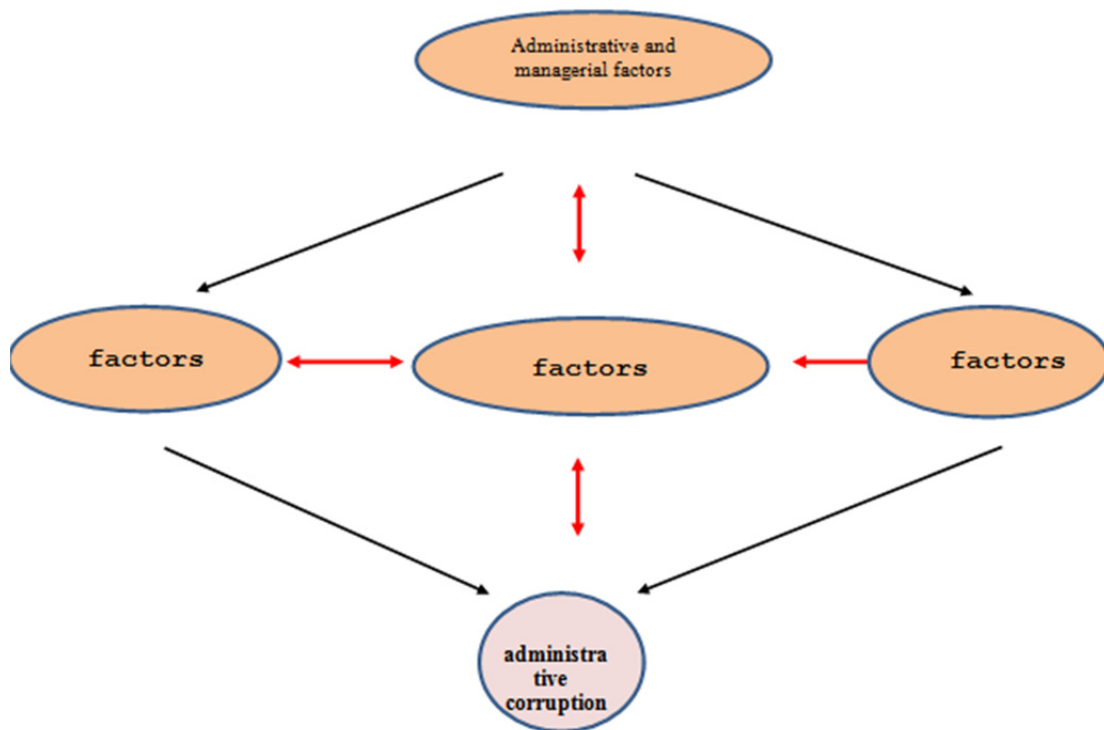 Administrative and
managerial factors
factors
factors
factors
administra
tive
corruption